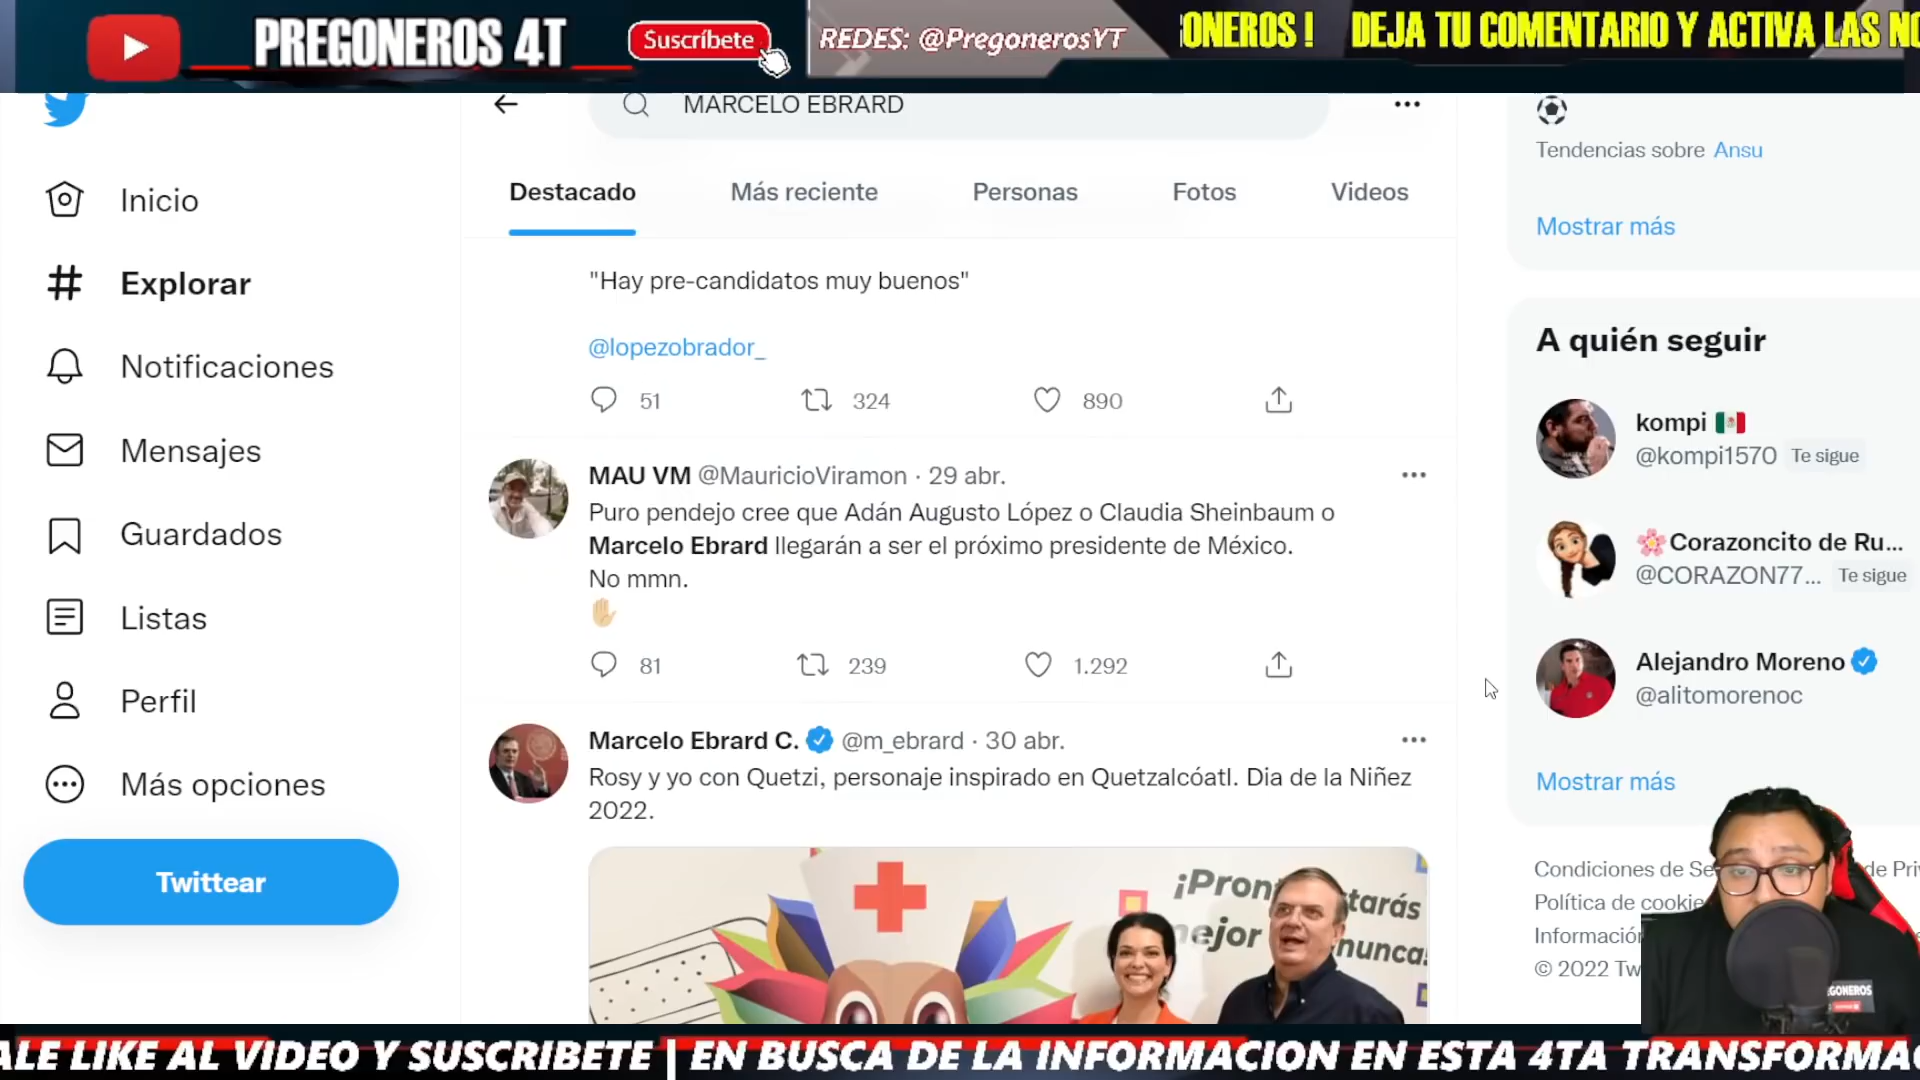 PREGONEROS 4T
Suscríbete
REDES: @PregonerosYT
ONEROS !
DEJA TU COMENTARIO Y ACTIVA LAS
MARCELO EBRARD
Destacado
Más reciente
Personas
Fotos
Videos
Inicio
Explorar
Notificaciones
Mensajes
Guardados
Listas
Perfil
Más opciones
Twittear
"Hay pre-candidatos muy buenos"
@lopezobrador_
51
324
890
MAU VM @MauricioViramon · 29 abr.
Puro pendejo cree que Adán Augusto López o Claudia Sheinbaum o
Marcelo Ebrard llegarán a ser el próximo presidente de México.
No mmn.
81
239
1.292
Marcelo Ebrard C. @m_ebrard · 30 abr.
Rosy y yo con Quetzi, personaje inspirado en Quetzalcóatl. Dia de la Niñez
2022.
¡Pron tarás
ejor nunca!
Tendencias sobre Ansu
Mostrar más
A quién seguir
kompi
@kompi1570 Te sigue
Corazoncito de Ru...
@CORAZON77... Te sigue
Alejandro Moreno
@alitomorenoc
Mostrar más
Condiciones de Se de Pri
Política de cookie
Información
© 2022 Tw
GONEROS
ALE LIKE AL VIDEO Y SUSCRIBETE | EN BUSCA DE LA INFORMACION EN ESTA 4TA TRANSFORMA